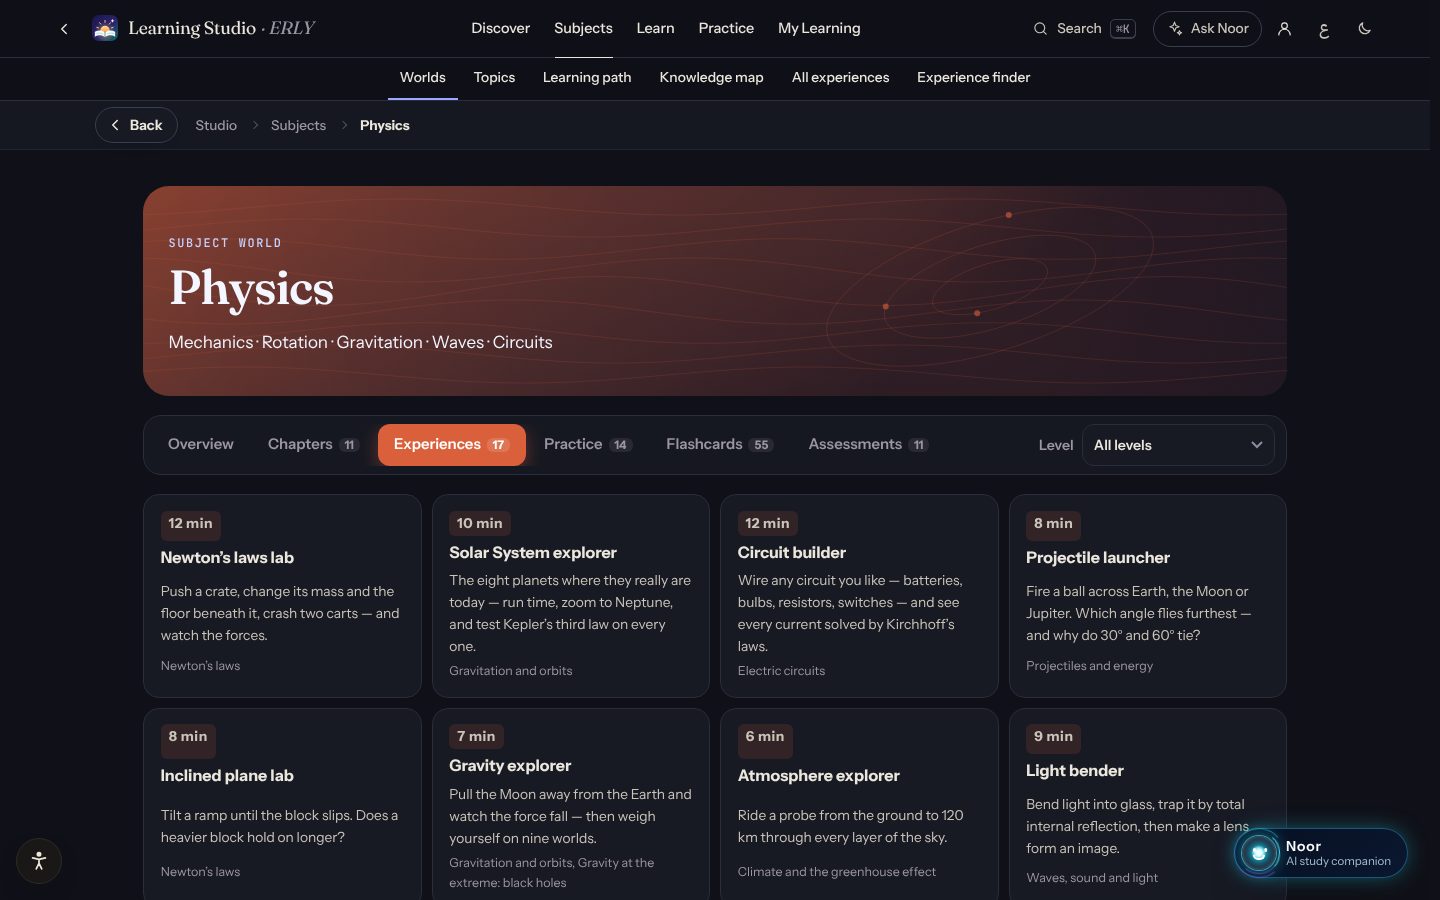 Learning Studio · ERLY
Discover
Subjects
Learn
Practice
My Learning
Search
⌘K
Ask Noor
ع
Worlds
Topics
Learning path
Knowledge map
All experiences
Experience finder
Back
Studio
Subjects
Physics
SUBJECT WORLD
Physics
Mechanics · Rotation · Gravitation · Waves · Circuits
Overview
Chapters 11
Experiences 17
Practice 14
Flashcards 55
Assessments 11
Level
All levels
12 min
Newton’s laws lab
Push a crate, change its mass and the
floor beneath it, crash two carts — and
watch the forces.
Newton’s laws
10 min
Solar System explorer
The eight planets where they really are
today — run time, zoom to Neptune,
and test Kepler’s third law on every
one.
Gravitation and orbits
12 min
Circuit builder
Wire any circuit you like — batteries,
bulbs, resistors, switches — and see
every current solved by Kirchhoff’s
laws.
Electric circuits
8 min
Projectile launcher
Fire a ball across Earth, the Moon or
Jupiter. Which angle flies furthest —
and why do 30° and 60° tie?
Projectiles and energy
8 min
Inclined plane lab
Tilt a ramp until the block slips. Does a
heavier block hold on longer?
Newton’s laws
7 min
Gravity explorer
Pull the Moon away from the Earth and
watch the force fall — then weigh
yourself on nine worlds.
Gravitation and orbits, Gravity at the
extreme: black holes
6 min
Atmosphere explorer
Ride a probe from the ground to 120
km through every layer of the sky.
Climate and the greenhouse effect
9 min
Light bender
Bend light into glass, trap it by total
internal reflection, then make a lens
form an image.
Waves, sound and light
Noor
AI study companion